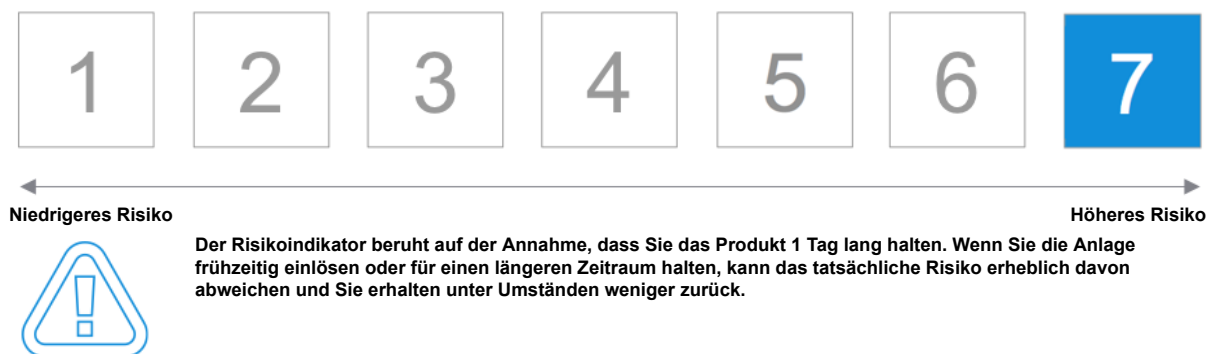 1 2 3 4 5 6 7
Niedrigeres Risiko Höheres Risiko
Der Risikoindikator beruht auf der Annahme, dass Sie das Produkt 1 Tag lang halten. Wenn Sie die Anlage
frühzeitig einlösen oder für einen längeren Zeitraum halten, kann das tatsächliche Risiko erheblich davon
abweichen und Sie erhalten unter Umständen weniger zurück.